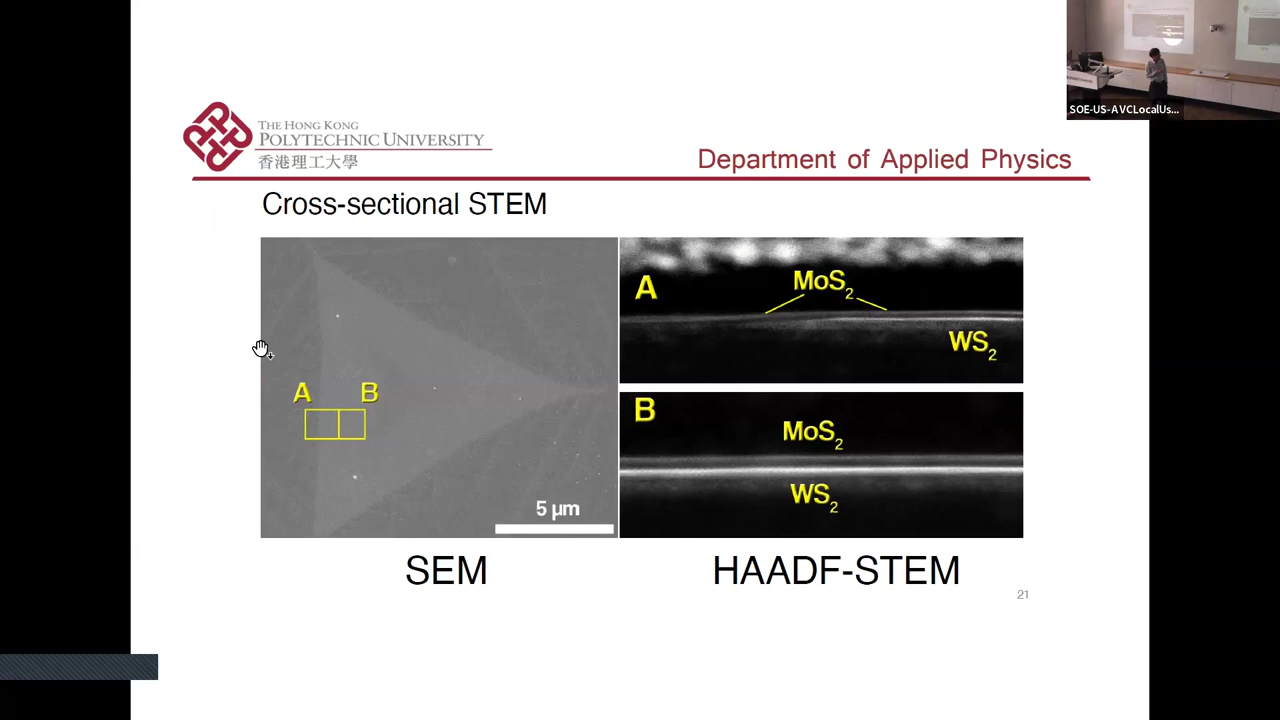 SOE-US-AVCLocalUs...
THE HONG KONG
POLYTECHNIC UNIVERSITY
香港理工大學
Department of Applied Physics
Cross-sectional STEM
A
B
5 µm
A
MoS₂
WS₂
B
MoS₂
WS₂
SEM
HAADF-STEM
21